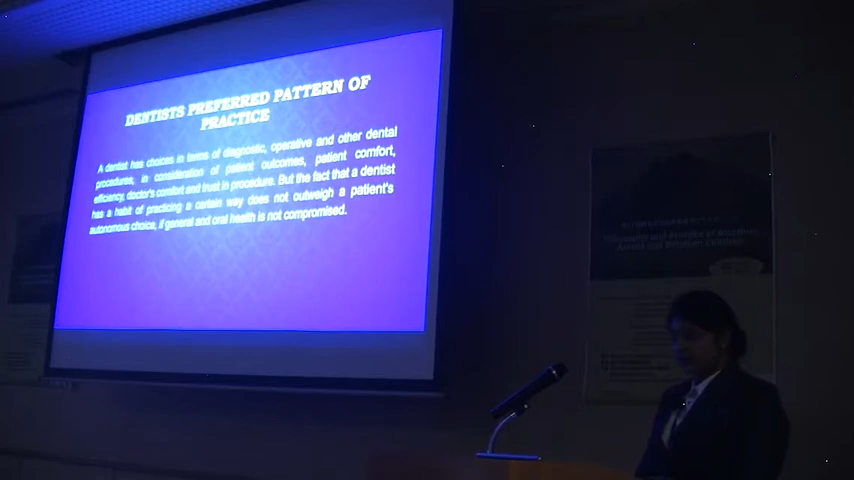 DENTISTS PREFERRED PATTERN OF
PRACTICE
A dentist has choices in terms of diagnostic, operative and other dental
procedures, in consideration of patient outcomes, patient comfort,
efficiency, doctor's comfort and trust in procedure. But the fact that a dentist
has a habit of practicing a certain way does not outweigh a patient's
autonomous choice, if general and oral health is not compromised.